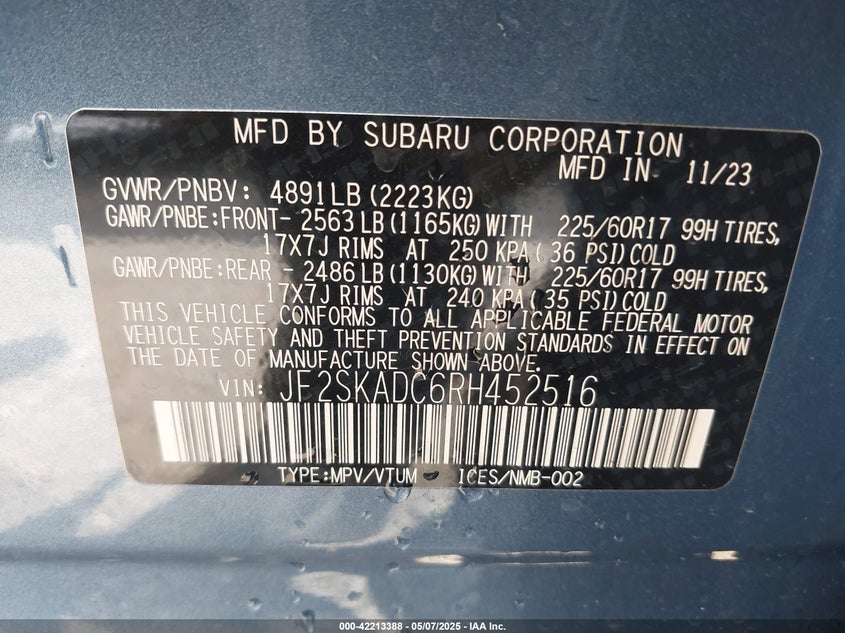 MFD BY SUBARU CORPORATION
MFD IN 11/23
GVWR/PNBV: 4891LB (2223KG)
GAWR/PNBE:FRONT- 2563 LB (1165KG) WITH 225/60R17 99H TIRES,
17X7J RIMS AT 250 KPA( 36 PSI) COLD
GAWR/PNBE:REAR - 2486 LB (1130KG) WITH 225/60R17 99H TIRES,
17X7J RIMS AT 240 KPA( 35 PSI) COLD
THIS VEHICLE CONFORMS TO ALL APPLICABLE FEDERAL MOTOR
VEHICLE SAFETY AND THEFT PREVENTION STANDARDS IN EFFECT ON
THE DATE OF MANUFACTURE SHOWN ABOVE.
VIN: JF2SKADC6RH452516
TYPE:MPV/VTUM ICES/NMB-002
000-42213388 - 05/07/2025 - IAA Inc.